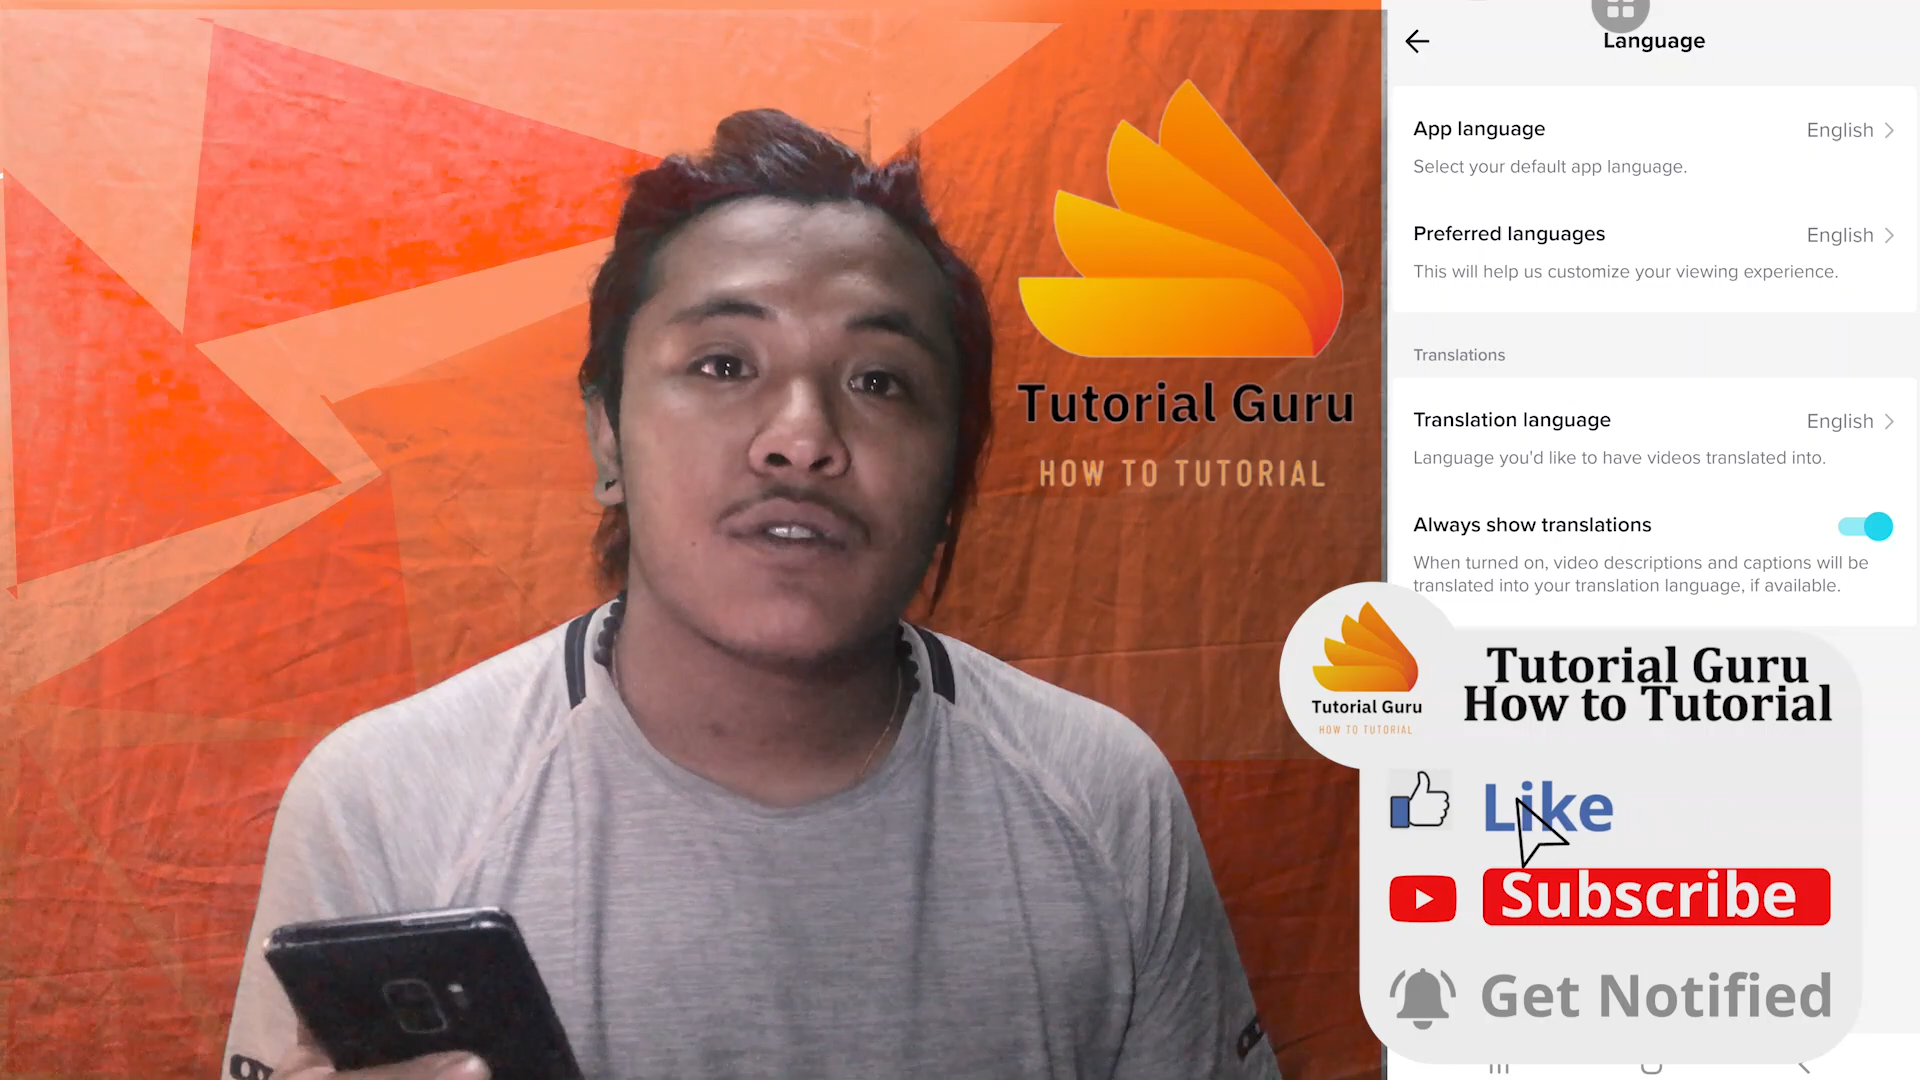 Tutorial Guru
HOW TO TUTORIAL
Language
App language
English
Select your default app language.
Preferred languages
English
This will help us customize your viewing experience.
Translations
Translation language
English
Language you'd like to have videos translated into.
Always show translations
When turned on, video descriptions and captions will be
translated into your translation language, if available.
Tutorial Guru
HOW TO TUTORIAL
Tutorial Guru
How to Tutorial
Like
Subscribe
Get Notified